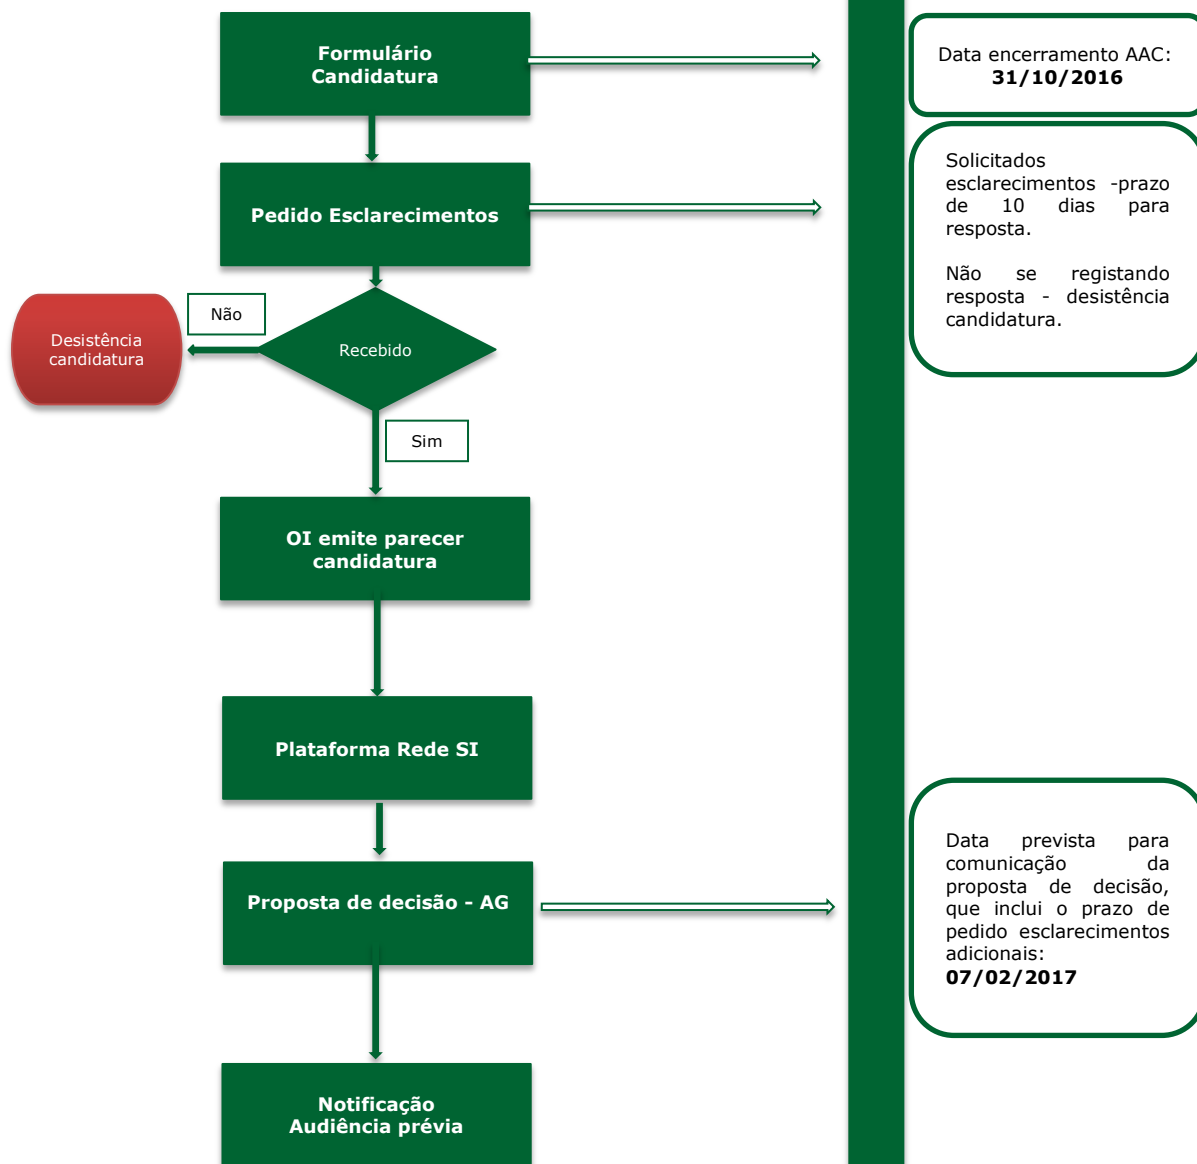 Formulário
Candidatura
Data encerramento AAC:
31/10/2016
Pedido Esclarecimentos
Solicitados
esclarecimentos -prazo
de 10 dias para
resposta.
Não se registando
resposta - desistência
candidatura.
Não
Desistência
candidatura
Recebido
Sim
OI emite parecer
candidatura
Plataforma Rede SI
Proposta de decisão - AG
Data prevista para
comunicação da
proposta de decisão,
que inclui o prazo de
pedido esclarecimentos
adicionais:
07/02/2017
Notificação
Audiência prévia